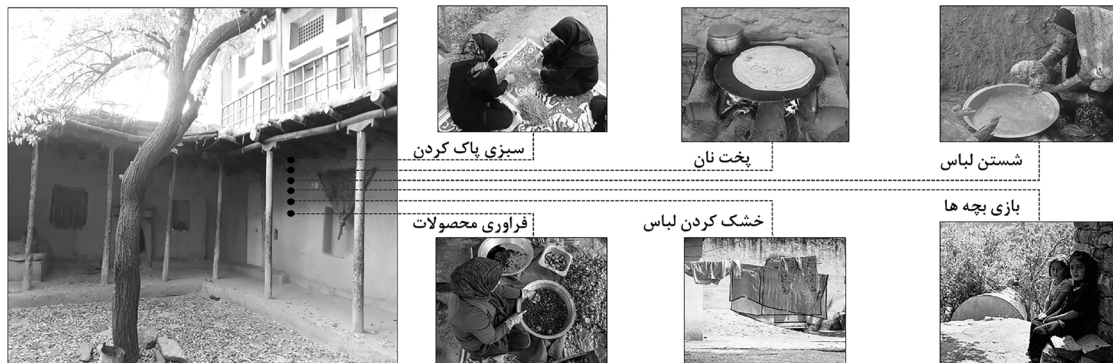 سبزی پاک کردن
پخت نان
شستن لباس
فراوری محصولات
خشک کردن لباس
بازی بچه ها